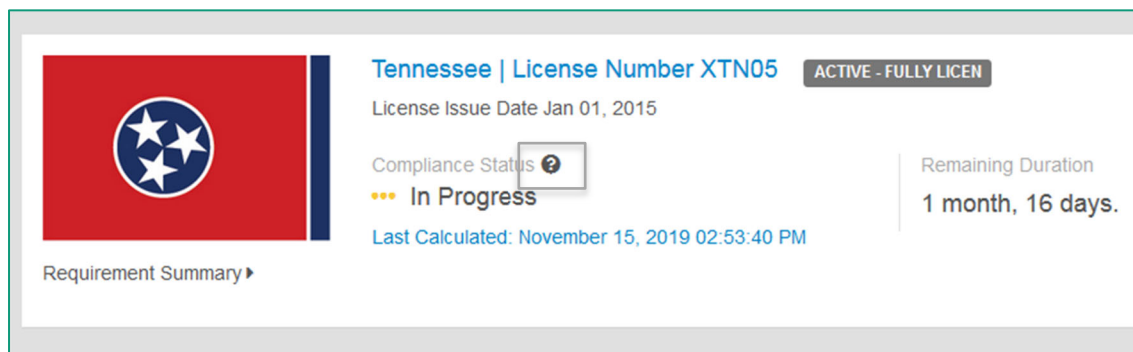 Tennessee | License Number XTN05 ACTIVE - FULLY LICEN
License Issue Date Jan 01, 2015
Compliance Status ?
Remaining Duration
••• In Progress
1 month, 16 days.
Last Calculated: November 15, 2019 02:53:40 PM
Requirement Summary